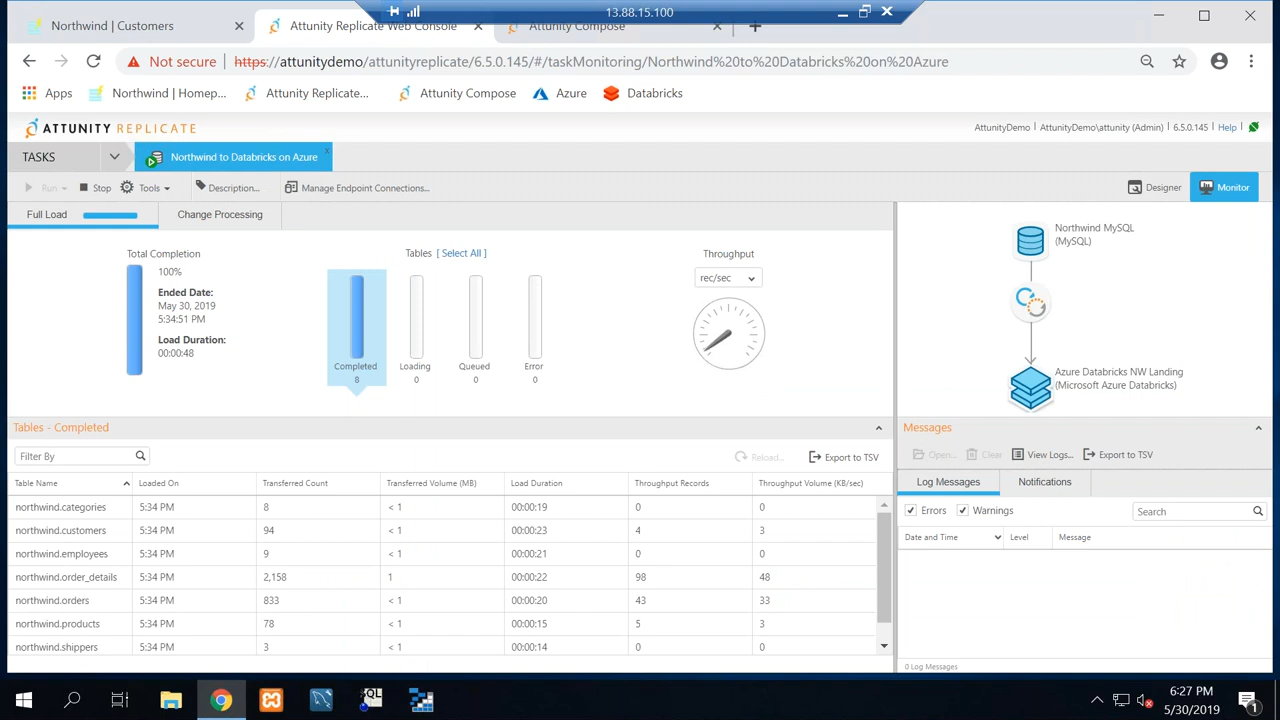 13.88.15.100
Northwind | Customers
Attunity Replicate Web Console
Attunity Compose
Not secure
https://attunitydemo/attunityreplicate/6.5.0.145/#/taskMonitoring/Northwind%20to%20Databricks%20on%20Azure
Apps
Northwind | Homep...
Attunity Replicate...
Attunity Compose
Azure
Databricks
ATTUNITY REPLICATE
AttunityDemo
AttunityDemo\attunity (Admin)
6.5.0.145
Help
TASKS
Northwind to Databricks on Azure
Run
Stop
Tools
Description...
Manage Endpoint Connections...
Designer
Monitor
Full Load
Change Processing
Total Completion
100%
Ended Date:
May 30, 2019
5:34:51 PM
Load Duration:
00:00:48
Tables [ Select All ]
Completed
8
Loading
0
Queued
0
Error
0
Throughput
rec/sec
Northwind MySQL
(MySQL)
Azure Databricks NW Landing
(Microsoft Azure Databricks)
Tables - Completed
Filter By
Reload...
Export to TSV
Table Name Loaded On Transferred Count Transferred Volume (MB) Load Duration Throughput Records Throughput Volume (KB/sec)
northwind.categories 5:34 PM 8 < 1 00:00:19 0 0
northwind.customers 5:34 PM 94 < 1 00:00:23 4 3
northwind.employees 5:34 PM 9 < 1 00:00:21 0 0
northwind.order_details 5:34 PM 2,158 1 00:00:22 98 48
northwind.orders 5:34 PM 833 < 1 00:00:20 43 33
northwind.products 5:34 PM 78 < 1 00:00:15 5 3
northwind.shippers 5:34 PM 3 < 1 00:00:14 0 0
Messages
Open...
Clear
View Logs...
Export to TSV
Log Messages
Notifications
Errors
Warnings
Search
Date and Time Level Message
0 Log Messages
6:27 PM
5/30/2019
1